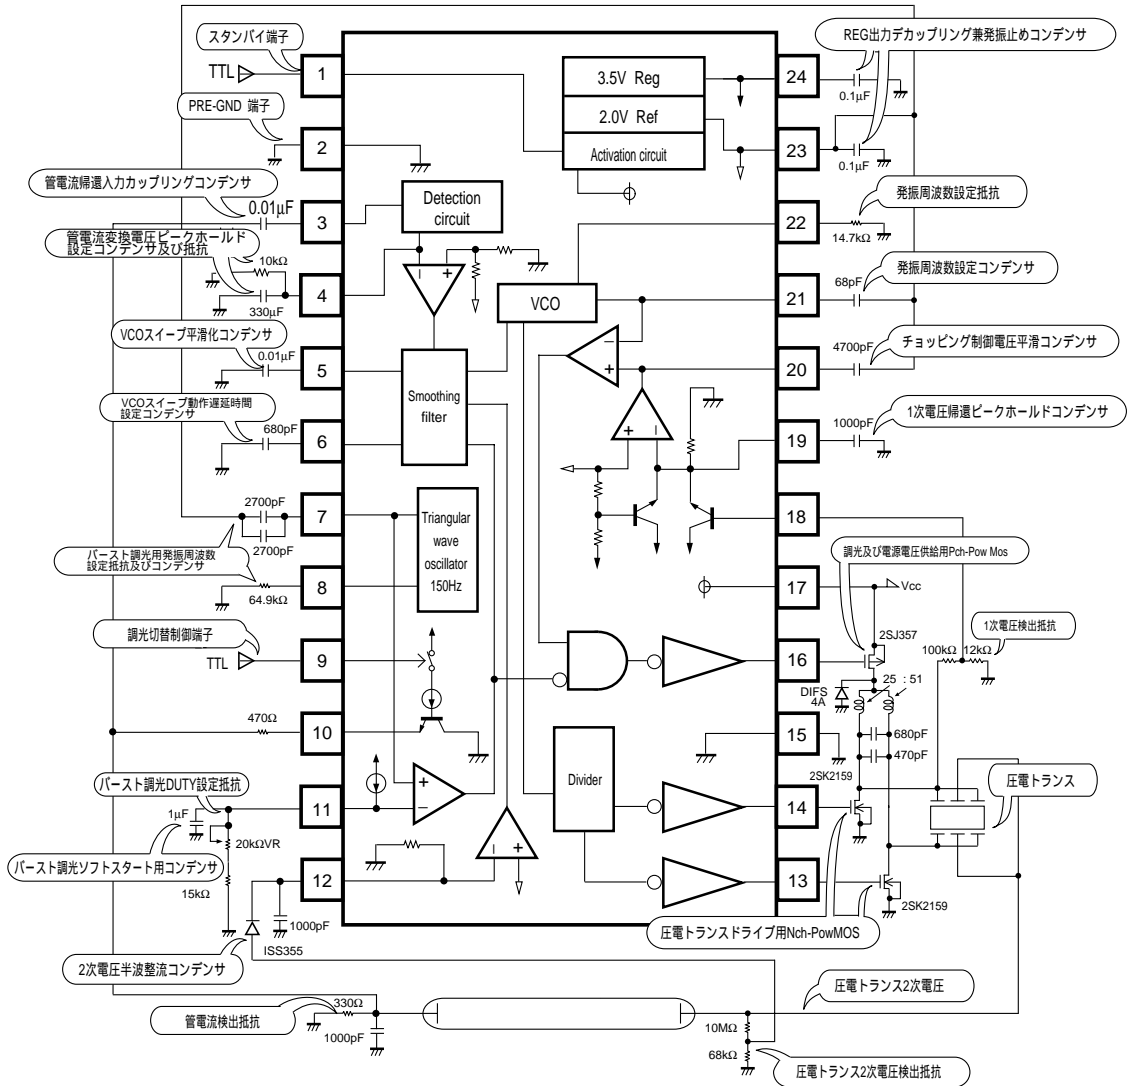 スタンバイ端子
TTL
1
3.5V Reg
2.0V Ref
Activation circuit
24
REG出力デカップリング兼発振止めコンデンサ
0.1µF
PRE-GND 端子
2
23
0.1µF
管電流帰還入力カップリングコンデンサ
0.01µF
3
Detection
circuit
22
発振周波数設定抵抗
14.7kΩ
管電流変換電圧ピークホールド
設定コンデンサ及び抵抗
10kΩ
330µF
4
VCO
21
68pF
発振周波数設定コンデンサ
VCOスイープ平滑化コンデンサ
0.01µF
5
Smoothing
filter
20
4700pF
チョッピング制御電圧平滑コンデンサ
VCOスイープ動作遅延時間
設定コンデンサ
680pF
6
19
1000pF
1次電圧帰還ピークホールドコンデンサ
2700pF
2700pF
7
Triangular
wave
oscillator
150Hz
18
バースト調光用発振周波数
設定抵抗及びコンデンサ
64.9kΩ
8
17
調光及び電源電圧供給用Pch-Pow Mos
Vcc
調光切替制御端子
TTL
9
16
2SJ357
1次電圧検出抵抗
100kΩ
12kΩ
DIFS
4A
25 : 51
470Ω
10
15
680pF
470pF
2SK2159
圧電トランス
バースト調光DUTY設定抵抗
1µF
11
20kΩVR
Divider
14
バースト調光ソフトスタート用コンデンサ
15kΩ
12
1000pF
13
2SK2159
ISS355
圧電トランスドライブ用Nch-PowMOS
2次電圧半波整流コンデンサ
圧電トランス2次電圧
管電流検出抵抗
330Ω
1000pF
10MΩ
68kΩ
圧電トランス2次電圧検出抵抗